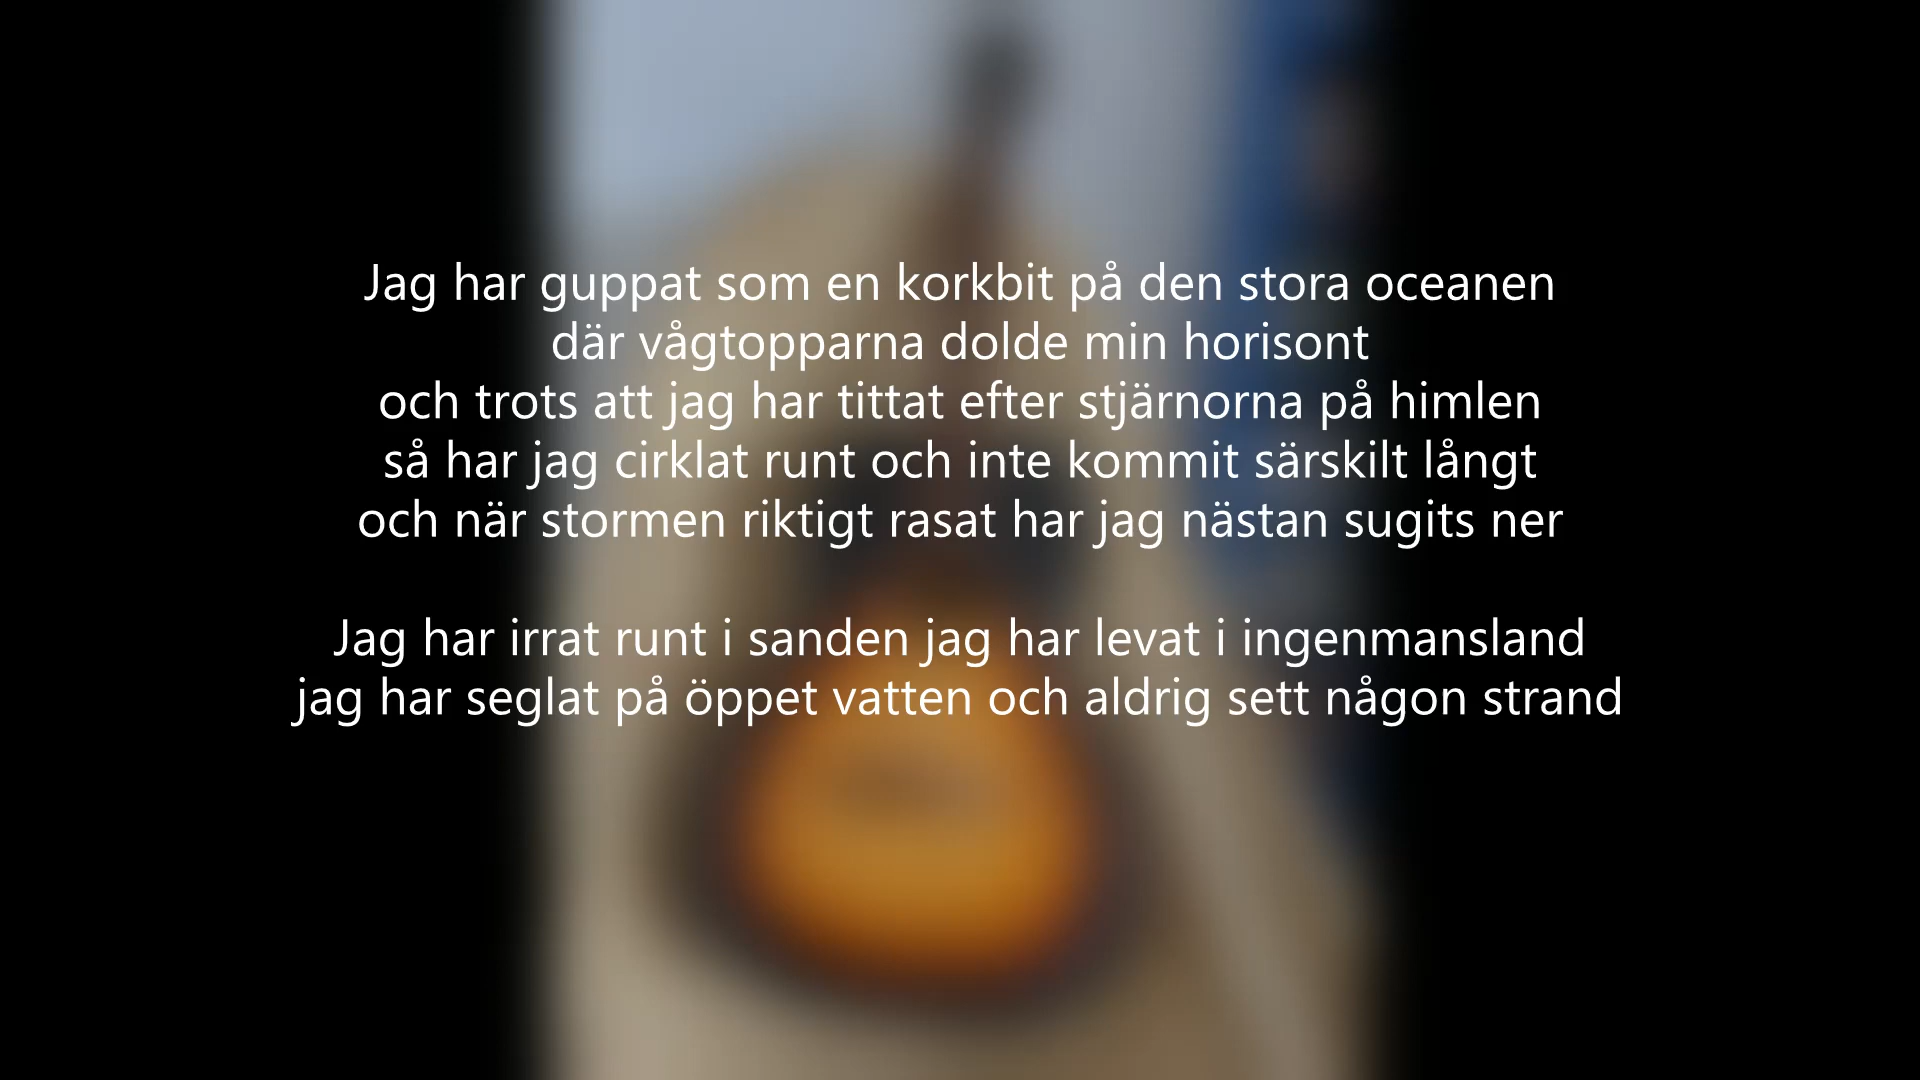 Jag har guppat som en korkbit på den stora oceanen
där vågtopparna dolde min horisont
och trots att jag har tittat efter stjärnorna på himlen
så har jag cirklat runt och inte kommit särskilt långt
och när stormen riktigt rasat har jag nästan sugits ner
Jag har irrat runt i sanden jag har levat i ingenmansland
jag har seglat på öppet vatten och aldrig sett någon strand